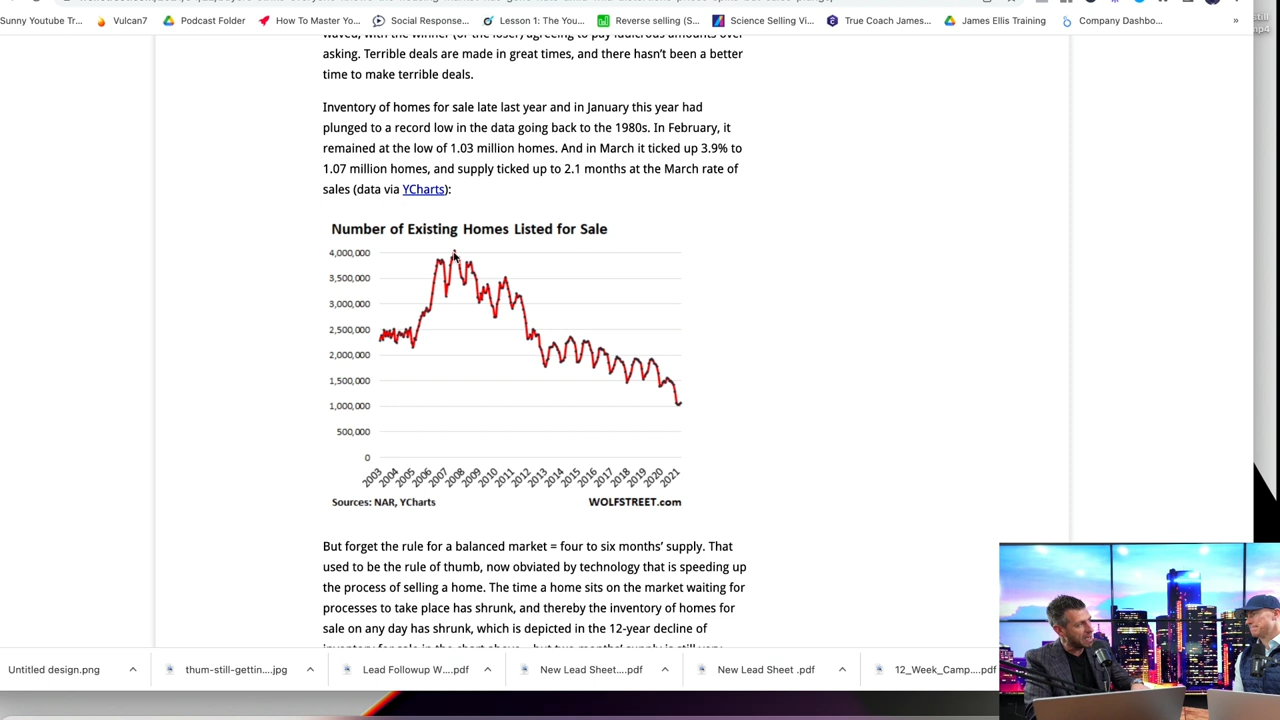 Sunny Youtube Tr... Vulcan7 Podcast Folder How To Master Yo... Social Response... Lesson 1: The You... Reverse selling (S... Science Selling Vi... True Coach James... James Ellis Training Company Dashbo... »
asking. Terrible deals are made in great times, and there hasn't been a better
time to make terrible deals.
Inventory of homes for sale late last year and in January this year had
plunged to a record low in the data going back to the 1980s. In February, it
remained at the low of 1.03 million homes. And in March it ticked up 3.9% to
1.07 million homes, and supply ticked up to 2.1 months at the March rate of
sales (data via YCharts):
Number of Existing Homes Listed for Sale
4,000,000
3,500,000
3,000,000
2,500,000
2,000,000
1,500,000
1,000,000
500,000
0
2003 2004 2005 2006 2007 2008 2009 2010 2011 2012 2013 2014 2015 2016 2017 2018 2019 2020 2021
Sources: NAR, YCharts WOLFSTREET.com
But forget the rule for a balanced market = four to six months' supply. That
used to be the rule of thumb, now obviated by technology that is speeding up
the process of selling a home. The time a home sits on the market waiting for
processes to take place has shrunk, and thereby the inventory of homes for
sale on any day has shrunk, which is depicted in the 12-year decline of
Untitled design.png thum-still-gettin....jpg Lead Followup W....pdf New Lead Sheet....pdf New Lead Sheet .pdf 12_Week_Camp....pdf